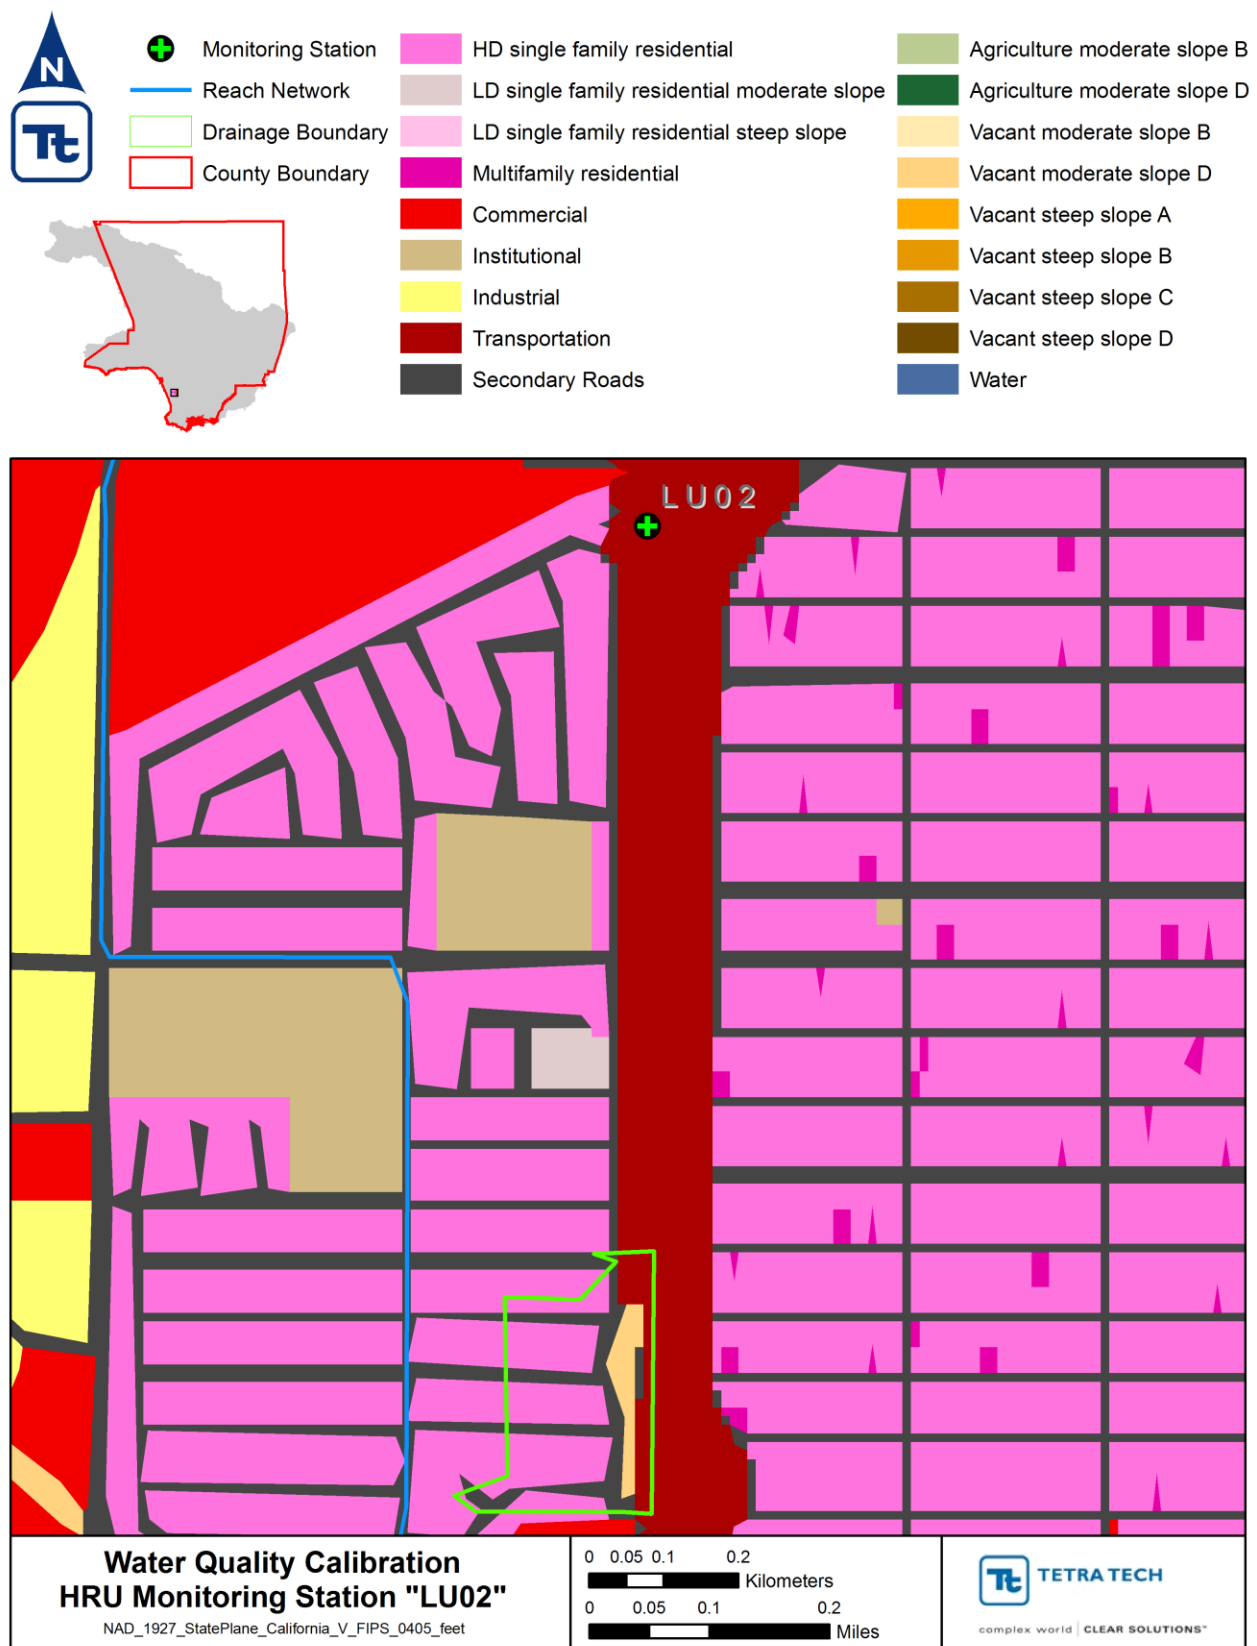 N
Tt
Monitoring Station
Reach Network
Drainage Boundary
County Boundary
HD single family residential
LD single family residential moderate slope
LD single family residential steep slope
Multifamily residential
Commercial
Institutional
Industrial
Transportation
Secondary Roads
Agriculture moderate slope B
Agriculture moderate slope D
Vacant moderate slope B
Vacant moderate slope D
Vacant steep slope A
Vacant steep slope B
Vacant steep slope C
Vacant steep slope D
Water
LU02
Water Quality Calibration
HRU Monitoring Station "LU02"
NAD_1927_StatePlane_California_V_FIPS_0405_feet
0 0.05 0.1 0.2
Kilometers
0 0.05 0.1 0.2
Miles
Tt TETRA TECH
complex world | CLEAR SOLUTIONS™